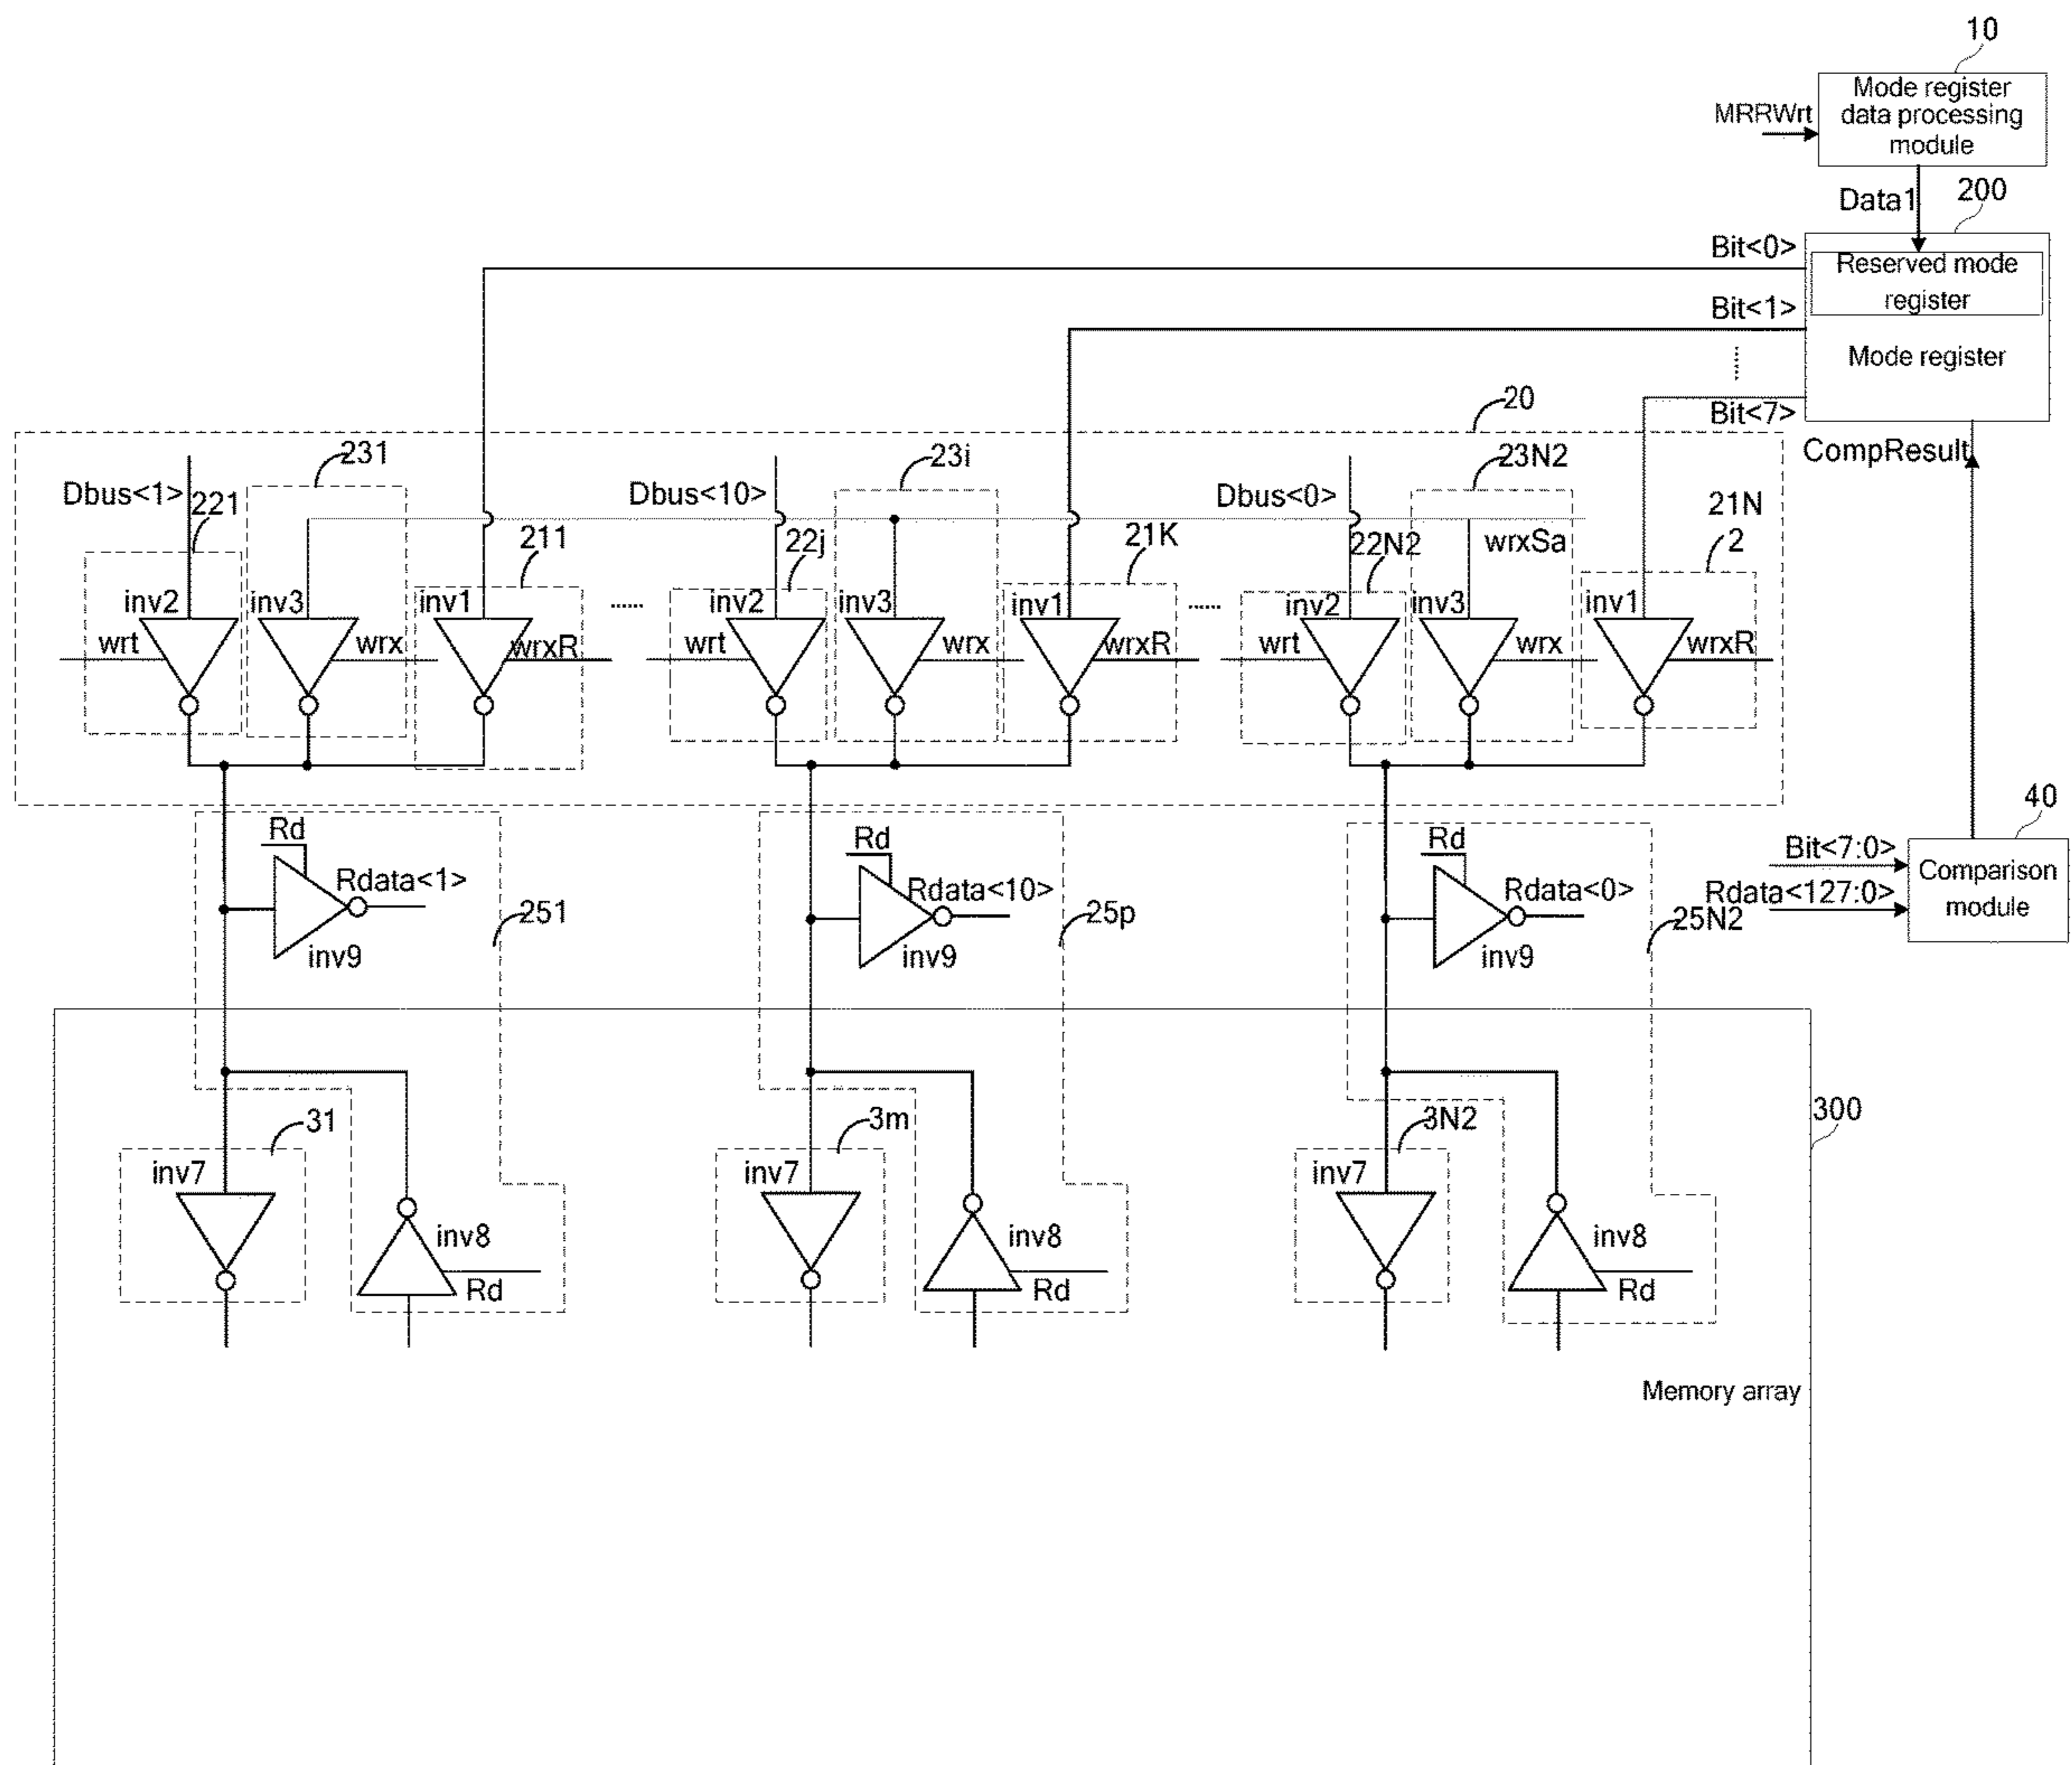 10
Mode register
data processing
module
MRRWrt
Data1
200
Bit<0>
Reserved mode
register
Bit<1>
Mode register
Bit<7>
20
CompResult
231
23i
23N2
Dbus<1>
221
Dbus<10>
Dbus<0>
21N
2
211
22j
21K
22N2
wrxSa
inv2
inv3
inv1
......
inv2
inv3
inv1
......
inv2
inv3
inv1
wrt
wrx
wrxR
wrt
wrx
wrxR
wrt
wrx
wrxR
40
Rd
Rd
Rd
Bit<7:0>
Rdata<1>
Rdata<10>
Rdata<0>
Rdata<127:0>
Comparison
module
251
25p
25N2
inv9
inv9
inv9
31
3m
3N2
300
inv7
inv7
inv7
inv8
inv8
inv8
Rd
Rd
Rd
Memory array